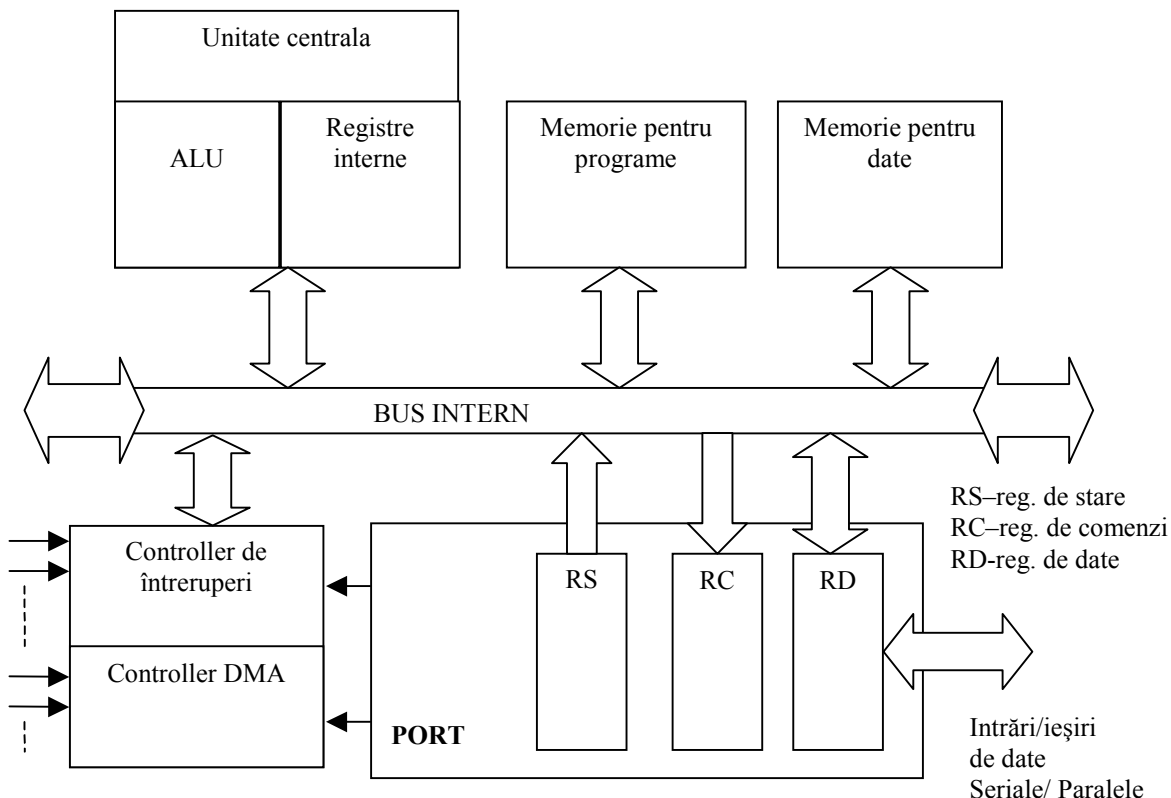 Unitate centrala
ALU
Registre
interne
Memorie pentru
programe
Memorie pentru
date
BUS INTERN
RS–reg. de stare
RC–reg. de comenzi
RD-reg. de date
Controller de
întreruperi
Controller DMA
RS
RC
RD
PORT
Intrări/ieşiri
de date
Seriale/ Paralele